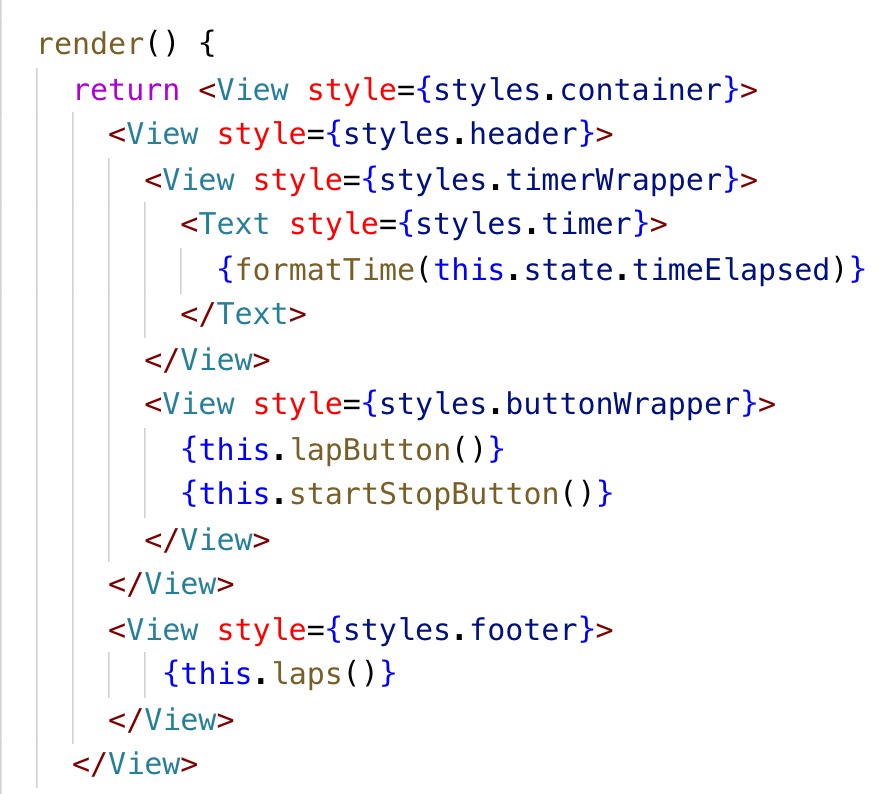 render() {
  return <View style={styles.container}>
    <View style={styles.header}>
      <View style={styles.timerWrapper}>
        <Text style={styles.timer}>
          {formatTime(this.state.timeElapsed)}
        </Text>
      </View>
      <View style={styles.buttonWrapper}>
        {this.lapButton()}
        {this.startStopButton()}
      </View>
    </View>
    <View style={styles.footer}>
       {this.laps()}
    </View>
  </View>